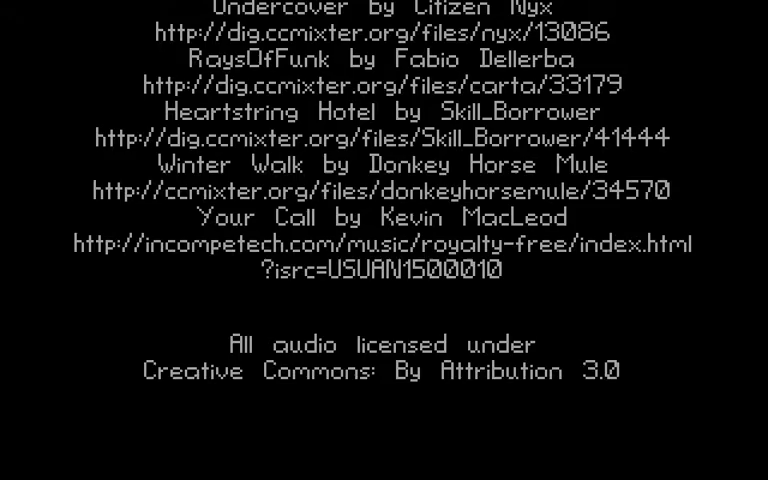 Undercover by Citizen Nyx
http://dig.ccmixter.org/files/nyx/13086
RaysOfFunk by Fabio Dellerba
http://dig.ccmixter.org/files/carta/33179
Heartstring Hotel by Skill_Borrower
http://dig.ccmixter.org/files/Skill_Borrower/41444
Winter Walk by Donkey Horse Mule
http://ccmixter.org/files/donkeyhorsemule/34570
Your Call by Kevin MacLeod
http://incompetech.com/music/royalty-free/index.html
?isrc=USUAN1500010
All audio licensed under
Creative Commons: By Attribution 3.0